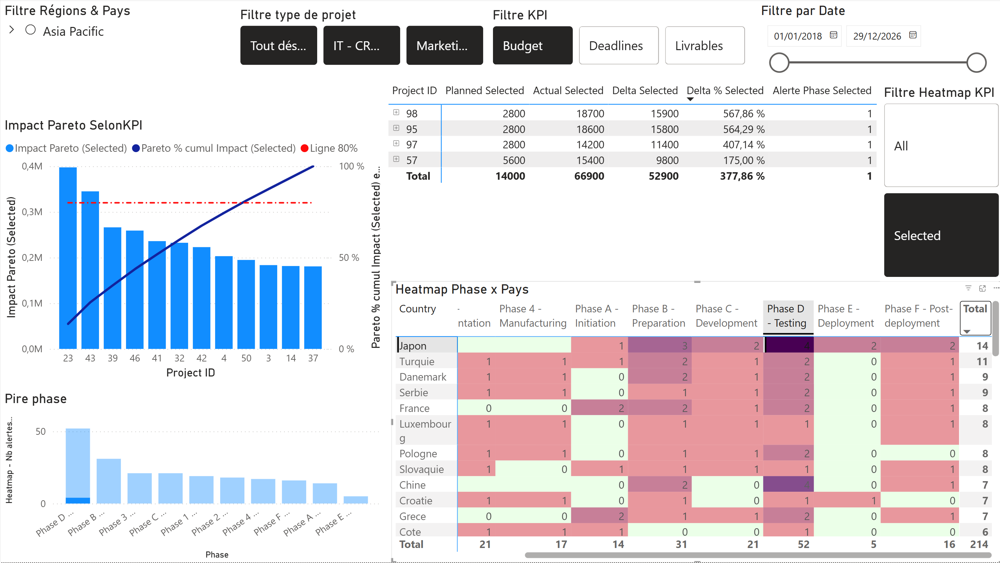 Filtre Régions & Pays
Asia Pacific
Filtre type de projet
Tout dés...
IT - CR...
Marketi...
Filtre KPI
Budget
Deadlines
Livrables
Filtre par Date
01/01/2018
29/12/2026
Project ID Planned Selected Actual Selected Delta Selected Delta % Selected Alerte Phase Selected
98 2800 18700 15900 567,86 % 1
95 2800 18600 15800 564,29 % 1
97 2800 14200 11400 407,14 % 1
57 5600 15400 9800 175,00 % 1
Total 14000 66900 52900 377,86 % 1
Filtre Heatmap KPI
All
Selected
Impact Pareto SelonKPI
Impact Pareto (Selected) Pareto % cumul Impact (Selected) Ligne 80%
Impact Pareto (Selected)
0,4M
0,3M
0,2M
0,1M
0,0M
100 %
50 %
0 %
Pareto % cumul Impact (Selected) e...
23 43 39 46 41 32 42 4 50 3 14 37
Project ID
Pire phase
Heatmap - Nb alertes...
50
0
Phase D ... Phase B ... Phase 3 ... Phase C ... Phase 1 ... Phase 2 ... Phase 4 ... Phase F ... Phase A ... Phase E ...
Phase
Heatmap Phase x Pays
Country - Phase 4 - Phase A - Phase B - Phase C - Phase D Phase E - Phase F - Post- Total
ntation Manufacturing Initiation Preparation Development - Testing Deployment deployment
Japon 1 3 2 4 2 2 14
Turquie 1 1 1 2 1 2 0 1 11
Danemark 1 1 0 2 1 2 0 1 9
Serbie 1 1 0 1 1 2 0 1 9
France 0 0 2 2 1 2 0 1 8
Luxembour 1 1 0 1 1 1 0 1 8
g
Pologne 1 1 0 1 1 2 0 0 8
Slovaquie 1 0 1 1 1 1 0 1 8
Chine 0 2 0 4 0 1 7
Croatie 1 1 0 1 0 1 1 0 7
Grece 0 0 2 1 1 2 0 1 7
Cote 1 1 1 0 0 1 0 0 6
Total 21 17 14 31 21 52 5 16 214